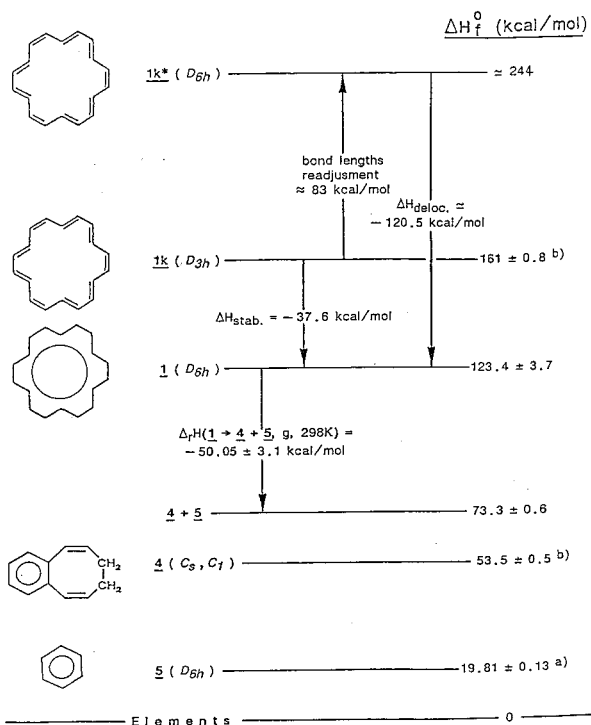 ΔH⁰f (kcal/mol)
1k* (D6h) ≃ 244
bond lengths
readjusment
≈ 83 kcal/mol
ΔHdeloc. ≃
− 120.5 kcal/mol
1k (D3h) 161 ± 0.8 b)
ΔHstab. = − 37.6 kcal/mol
1 (D6h) 123.4 ± 3.7
ΔrH(1 → 4 + 5, g, 298K) =
− 50.05 ± 3.1 kcal/mol
4 + 5 73.3 ± 0.6
CH2
CH2
4 (Cs, C1) 53.5 ± 0.5 b)
5 (D6h) 19.81 ± 0.13 a)
Elements 0